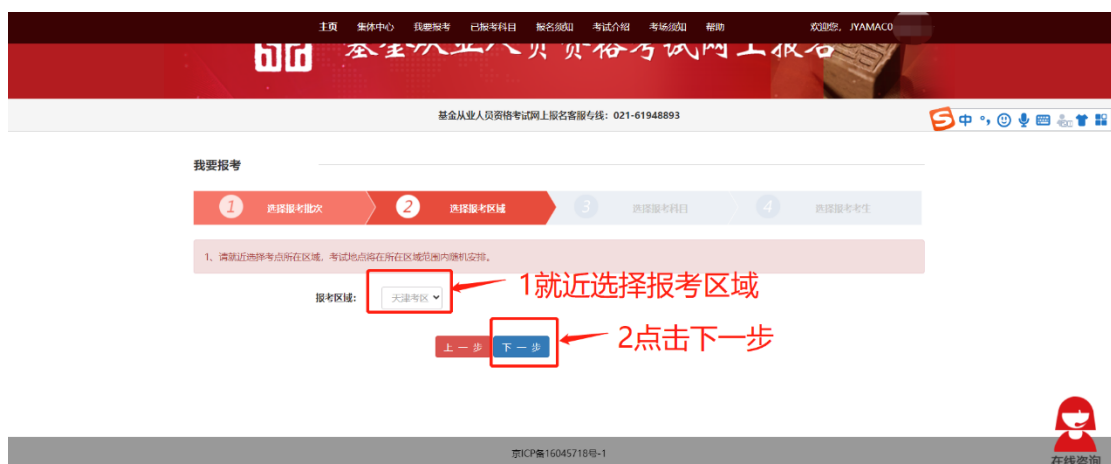 主页 集体中心 我要报考 已报考科目 报名须知 考试介绍 考场须知 帮助 欢迎您，JYAMAC0
基金从业人员资格考试网上报名
基金从业人员资格考试网上报名客服专线：021-61948893
中
我要报考
1 选择报考批次 2 选择报考区域 3 选择报考科目 4 选择报考考生
1、请就近选择考点所在区域，考试地点将在所在区域范围内随机安排。
报考区域： 天津考区
1就近选择报考区域
上一步 下一步
2点击下一步
京ICP备16045718号-1
在线咨询